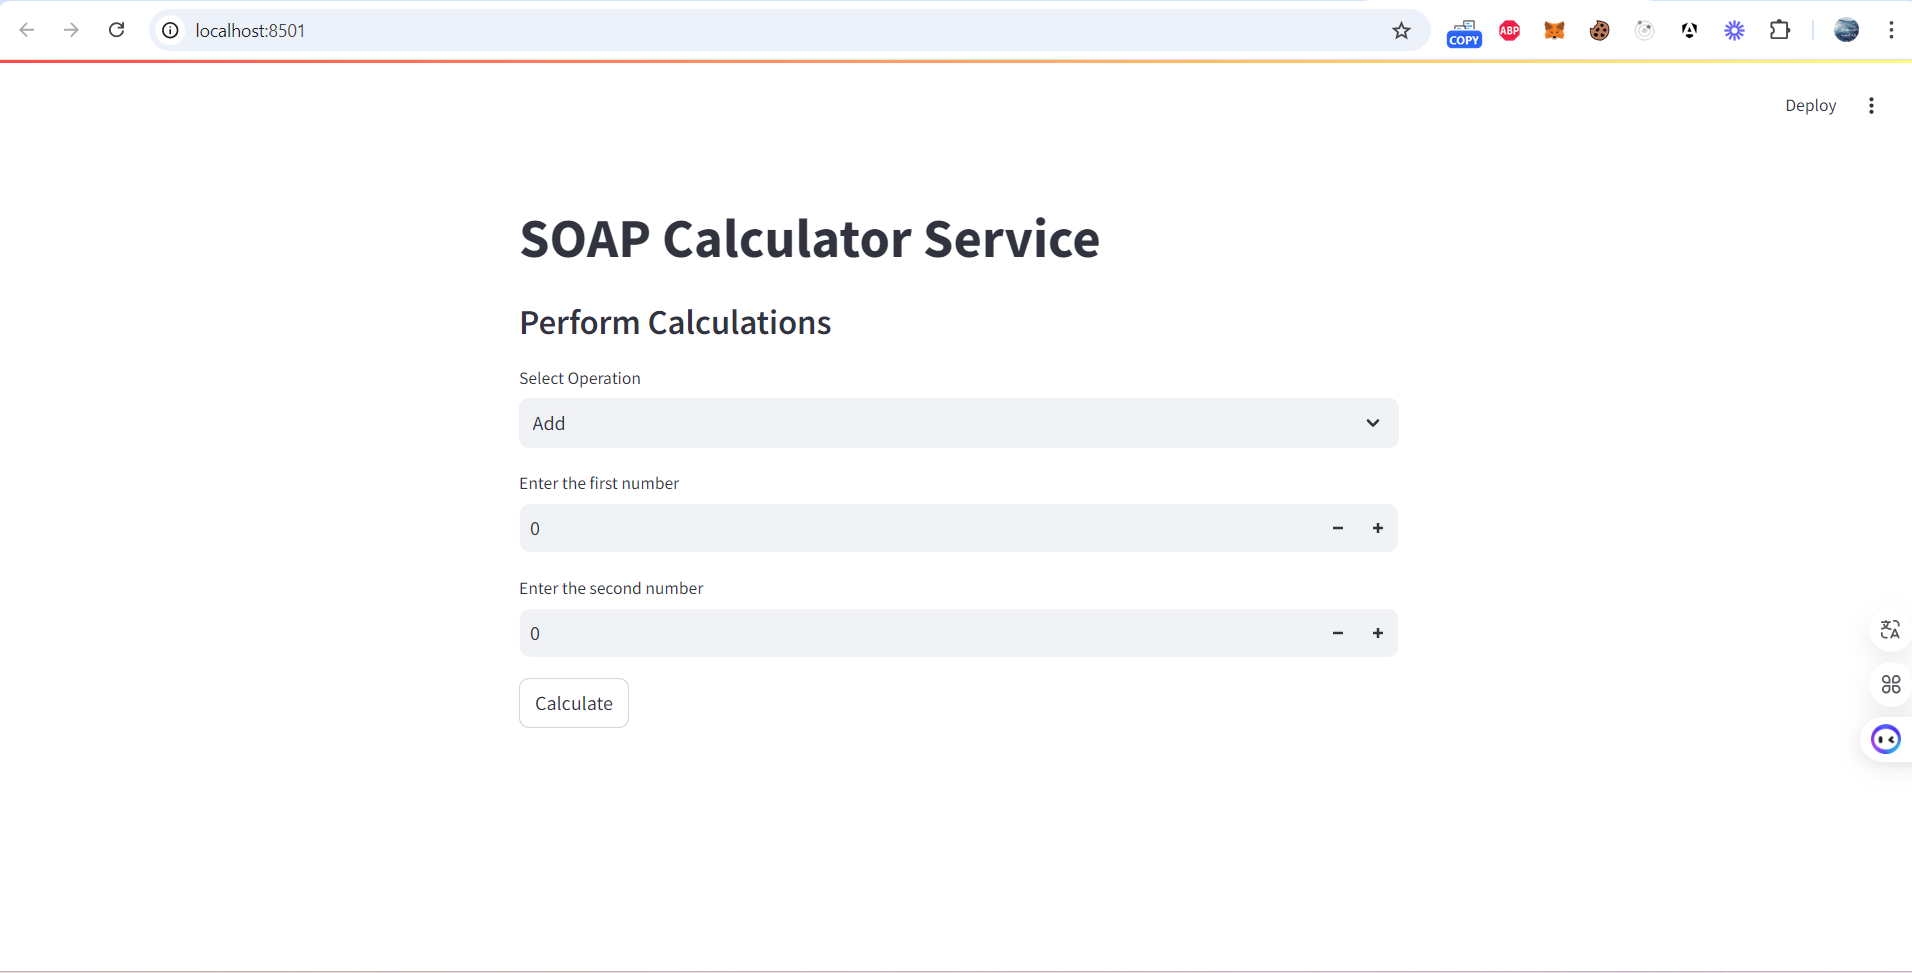 localhost:8501
COPY
ABP
Deploy
SOAP Calculator Service
Perform Calculations
Select Operation
Add
Enter the first number
0
Enter the second number
0
Calculate